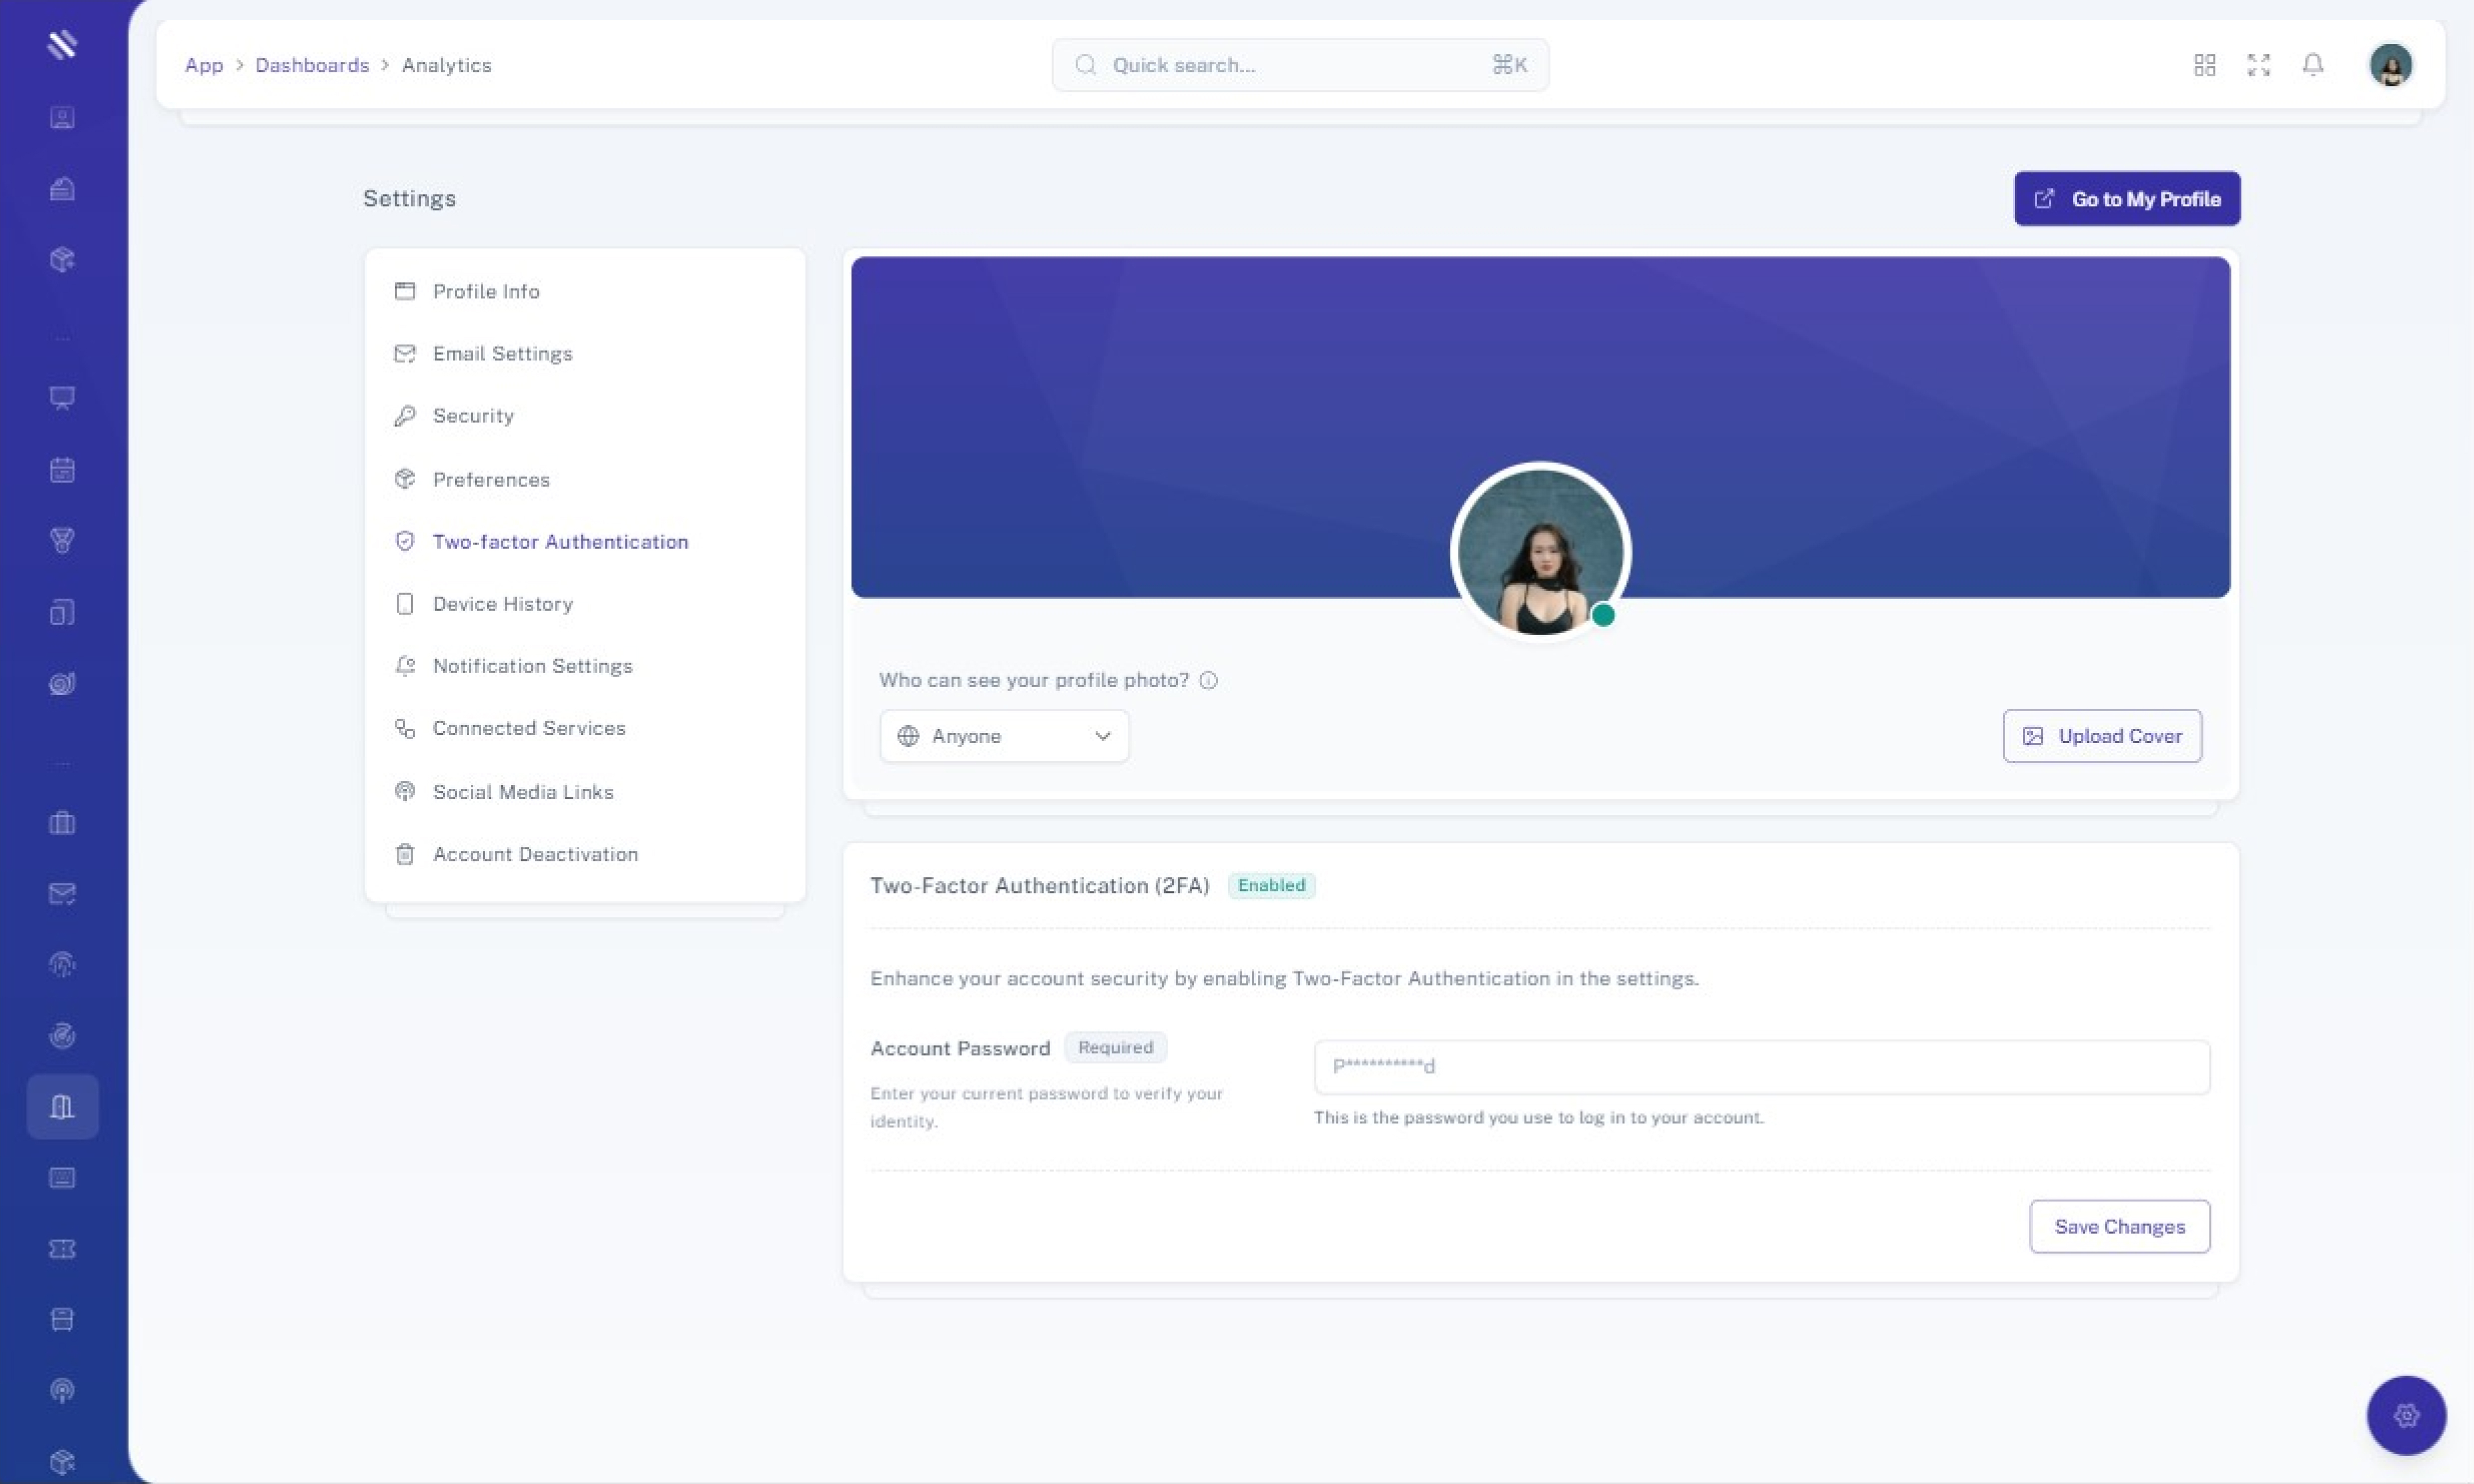 App > Dashboards > Analytics
Quick search... ⌘K
Settings
Go to My Profile
Profile Info
Email Settings
Security
Preferences
Two-factor Authentication
Device History
Notification Settings
Connected Services
Social Media Links
Account Deactivation
Who can see your profile photo?
Anyone
Upload Cover
Two-Factor Authentication (2FA) Enabled
Enhance your account security by enabling Two-Factor Authentication in the settings.
Account Password Required
Enter your current password to verify your
identity.
P**********d
This is the password you use to log in to your account.
Save Changes